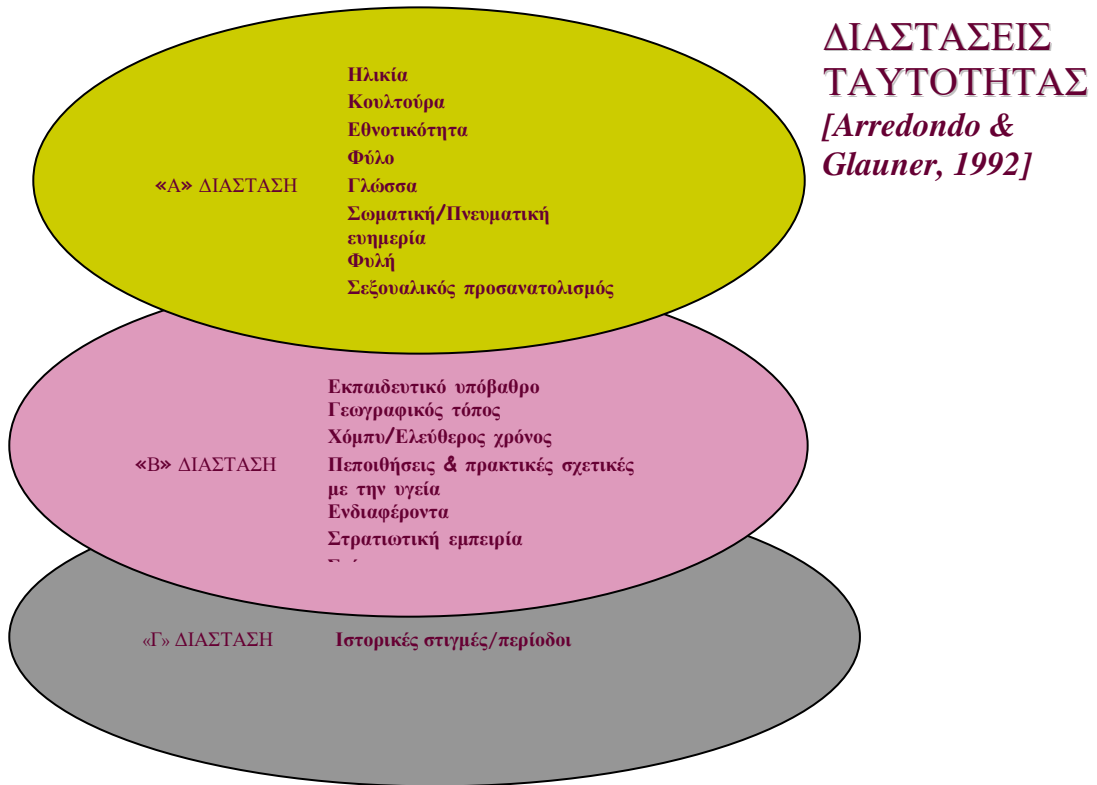 ΔΙΑΣΤΑΣΕΙΣ
ΤΑΥΤΟΤΗΤΑΣ
[Arredondo &
Glauner, 1992]
«Α» ΔΙΑΣΤΑΣΗ
Ηλικία
Κουλτούρα
Εθνοτικότητα
Φύλο
Γλώσσα
Σωματική/Πνευματική
ευημερία
Φυλή
Σεξουαλικός προσανατολισμός
«Β» ΔΙΑΣΤΑΣΗ
Εκπαιδευτικό υπόβαθρο
Γεωγραφικός τόπος
Χόμπυ/Ελεύθερος χρόνος
Πεποιθήσεις & πρακτικές σχετικές
με την υγεία
Ενδιαφέροντα
Στρατιωτική εμπειρία
«Γ» ΔΙΑΣΤΑΣΗ
Ιστορικές στιγμές/περίοδοι